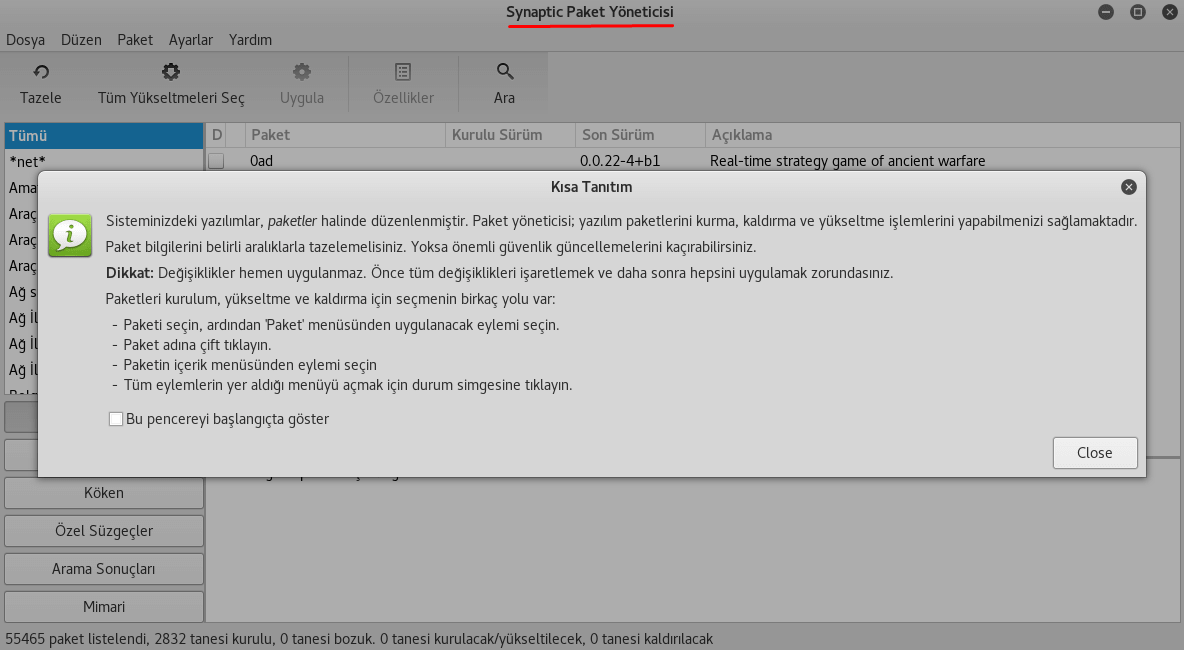 Synaptic Paket Yöneticisi
Dosya Düzen Paket Ayarlar Yardım
Tazele Tüm Yükseltmeleri Seç Uygula Özellikler Ara
Tümü
D Paket Kurulu Sürüm Son Sürüm Açıklama
*net*
0ad 0.0.22-4+b1 Real-time strategy game of ancient warfare
Kısa Tanıtım
Sisteminizdeki yazılımlar, paketler halinde düzenlenmiştir. Paket yöneticisi; yazılım paketlerini kurma, kaldırma ve yükseltme işlemlerini yapabilmenizi sağlamaktadır.
Paket bilgilerini belirli aralıklarla tazelemelisiniz. Yoksa önemli güvenlik güncellemelerini kaçırabilirsiniz.
Dikkat: Değişiklikler hemen uygulanmaz. Önce tüm değişiklikleri işaretlemek ve daha sonra hepsini uygulamak zorundasınız.
Paketleri kurulum, yükseltme ve kaldırma için seçmenin birkaç yolu var:
- Paketi seçin, ardından 'Paket' menüsünden uygulanacak eylemi seçin.
- Paket adına çift tıklayın.
- Paketin içerik menüsünden eylemi seçin
- Tüm eylemlerin yer aldığı menüyü açmak için durum simgesine tıklayın.
Bu pencereyi başlangıçta göster
Close
Araç
Araç
Araç
Ağ s
Ağ İl
Ağ İl
Ağ İl
Köken
Özel Süzgeçler
Arama Sonuçları
Mimari
55465 paket listelendi, 2832 tanesi kurulu, 0 tanesi bozuk. 0 tanesi kurulacak/yükseltilecek, 0 tanesi kaldırılacak